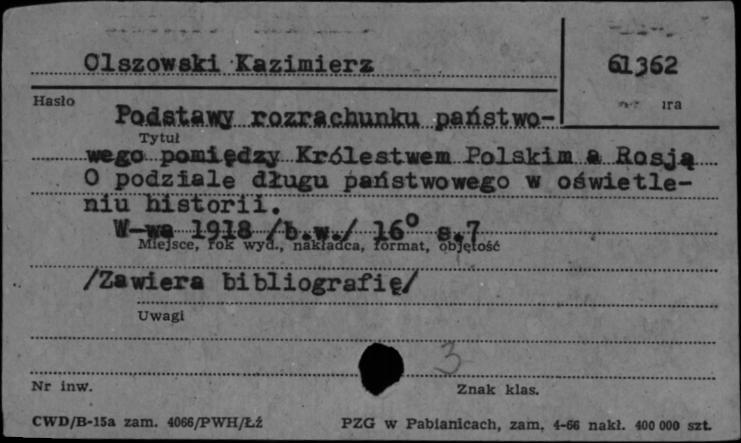 Olszowski Kazimierz
61362
Hasło
Podstawy rozrachunku państwo-
Tytuł
wego pomiędzy Królestwem Polskim a Rosją
O podziale długu państwowego w oświetle-
niu historii.
W-wa 1918 /b.w./ 16° s.7
Miejsce, rok wyd., nakładca, format, objętość
/Zawiera bibliografię/
Uwagi
3
Nr inw.
Znak klas.
CWD/B-15a zam. 4066/PWH/Łź
PZG w Pabianicach, zam. 4-66 nakł. 400 000 szt.